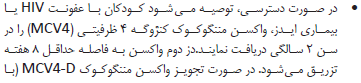 • در صورت دسترسی، توصیه می‌شود کودکان با عفونت HIV یا
بیماری ایدز، واکسن مننگوکوک کنژوگه ۴ ظرفیتی (MCV4) را در
سن ۲ سالگی دریافت نمایند.دز دوم واکسن به فاصله حداقل ۸ هفته
تزریق می‌شود. در صورت تجویز واکسن مننگوکوک MCV4-D (با